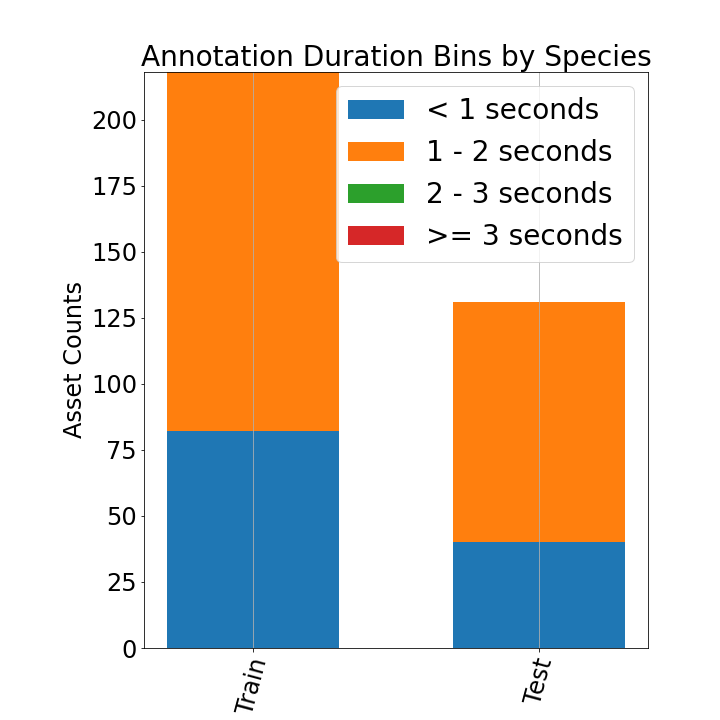 Annotation Duration Bins by Species
< 1 seconds
1 - 2 seconds
2 - 3 seconds
>= 3 seconds
Asset Counts
200
175
150
125
100
75
50
25
0
Train
Test